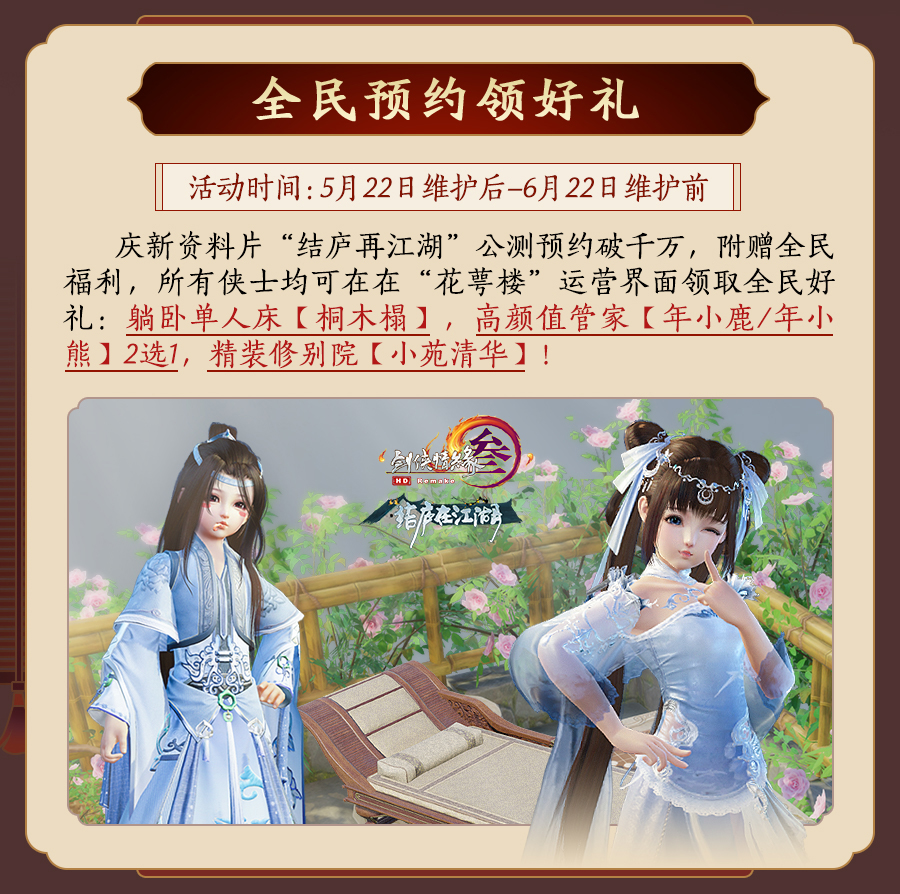 全民预约领好礼
活动时间：5月22日维护后–6月22日维护前
庆新资料片“结庐再江湖”公测预约破千万，附赠全民
福利，所有侠士均可在在“花萼楼”运营界面领取全民好
礼：躺卧单人床【桐木榻】，高颜值管家【年小鹿/年小
熊】2选1，精装修别院【小苑清华】！
剑侠情缘 叁
HD. Remake
结庐在江湖